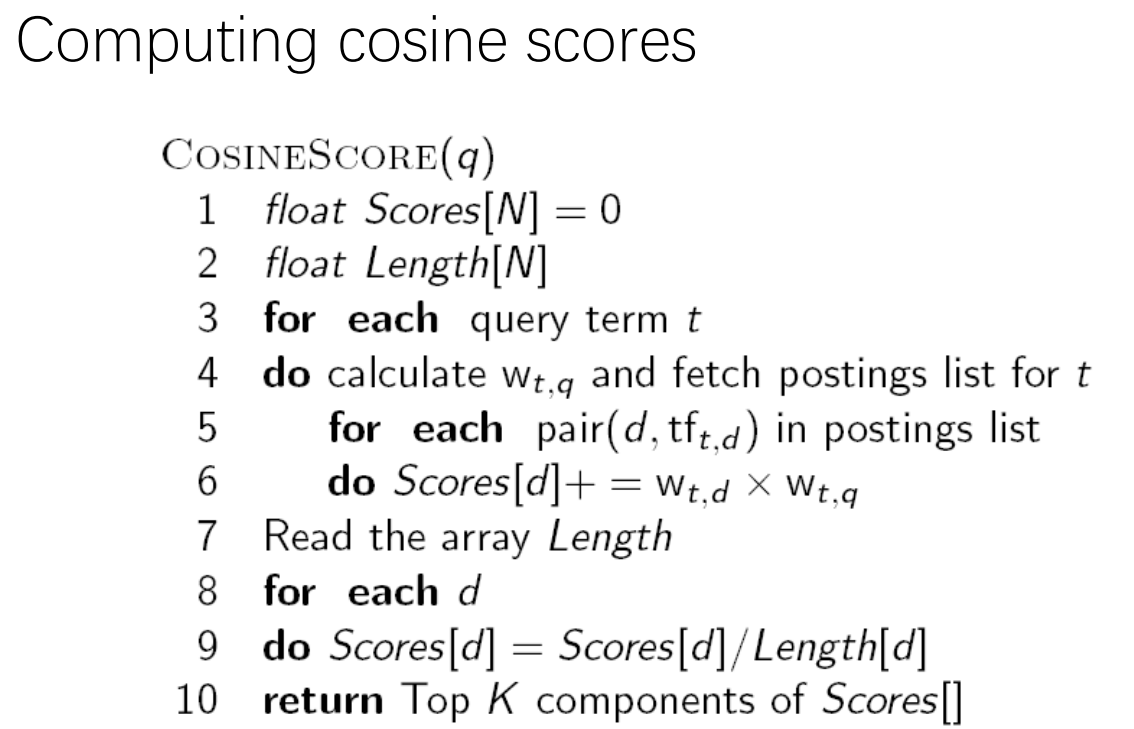 Computing cosine scores
COSINESCORE(q)
1 float Scores[N] = 0
2 float Length[N]
3 for each query term t
4 do calculate w_{t,q} and fetch postings list for t
5 for each pair(d, tf_{t,d}) in postings list
6 do Scores[d]+ = w_{t,d} × w_{t,q}
7 Read the array Length
8 for each d
9 do Scores[d] = Scores[d]/Length[d]
10 return Top K components of Scores[]